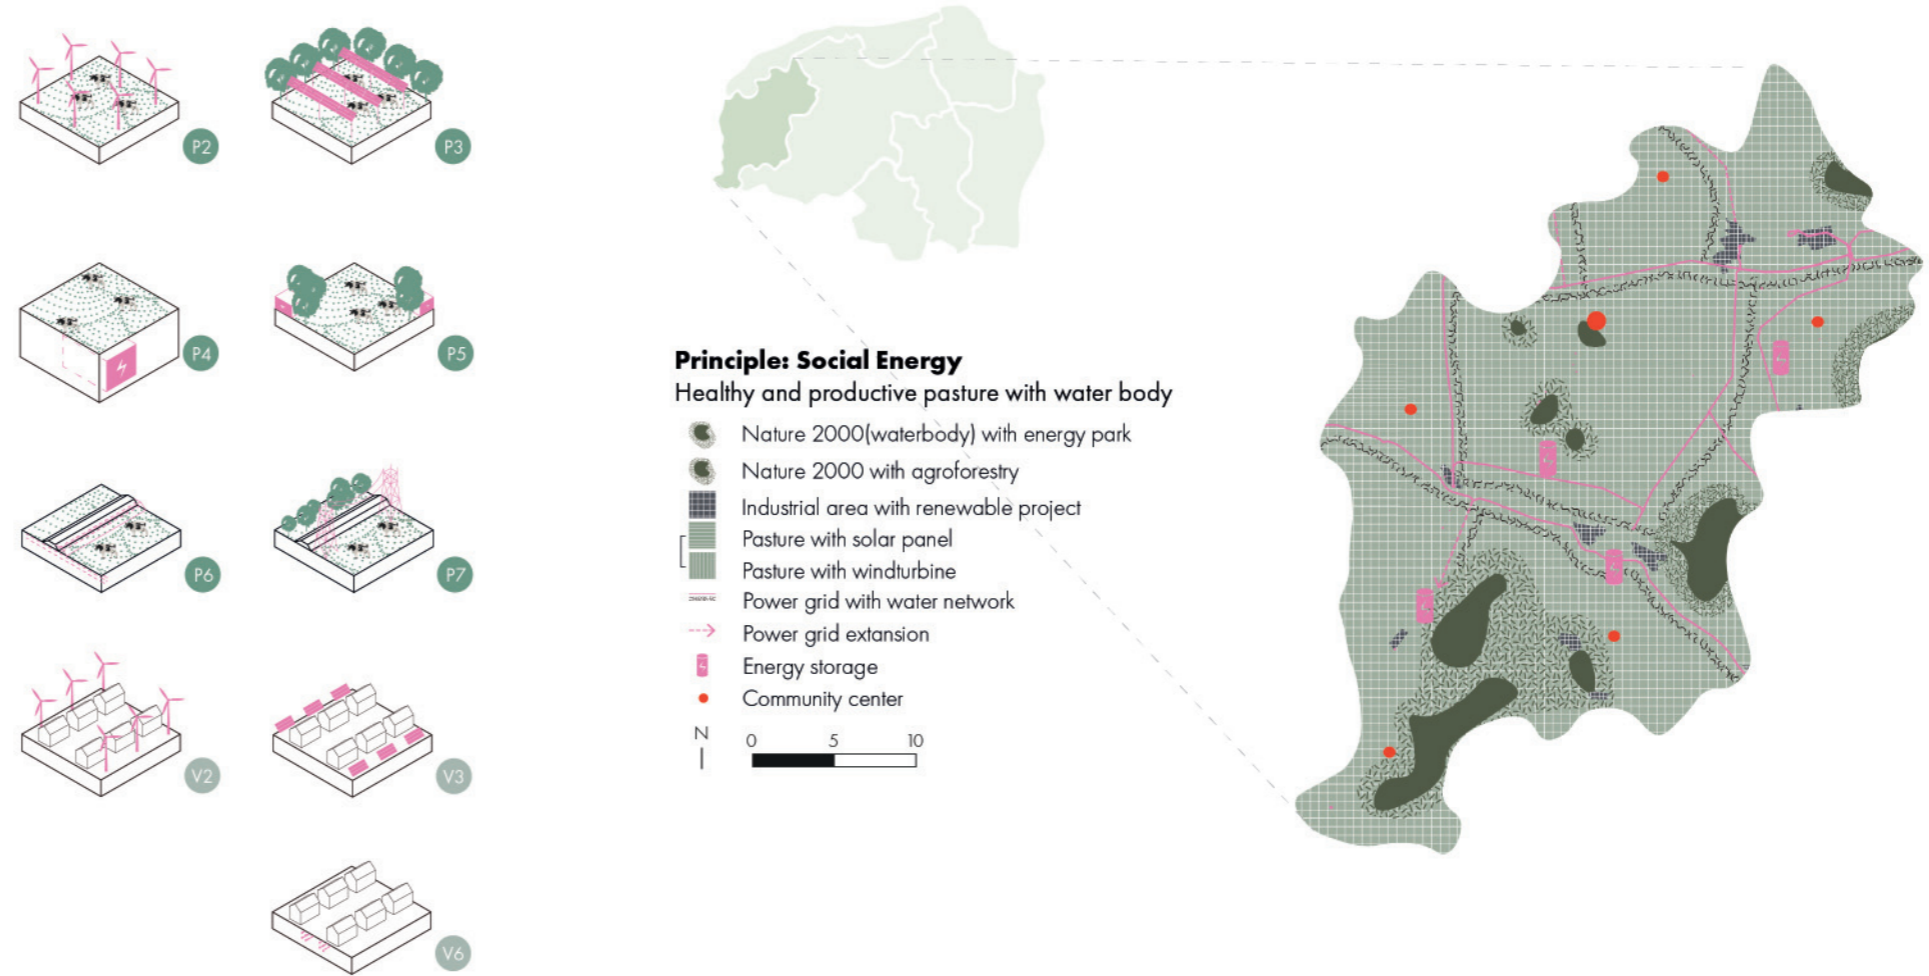 P2
P3
P4
P5
P6
P7
V2
V3
V6
Principle: Social Energy
Healthy and productive pasture with water body
Nature 2000(waterbody) with energy park
Nature 2000 with agroforestry
Industrial area with renewable project
Pasture with solar panel
Pasture with windturbine
Power grid with water network
Power grid extansion
Energy storage
Community center
N
0 5 10